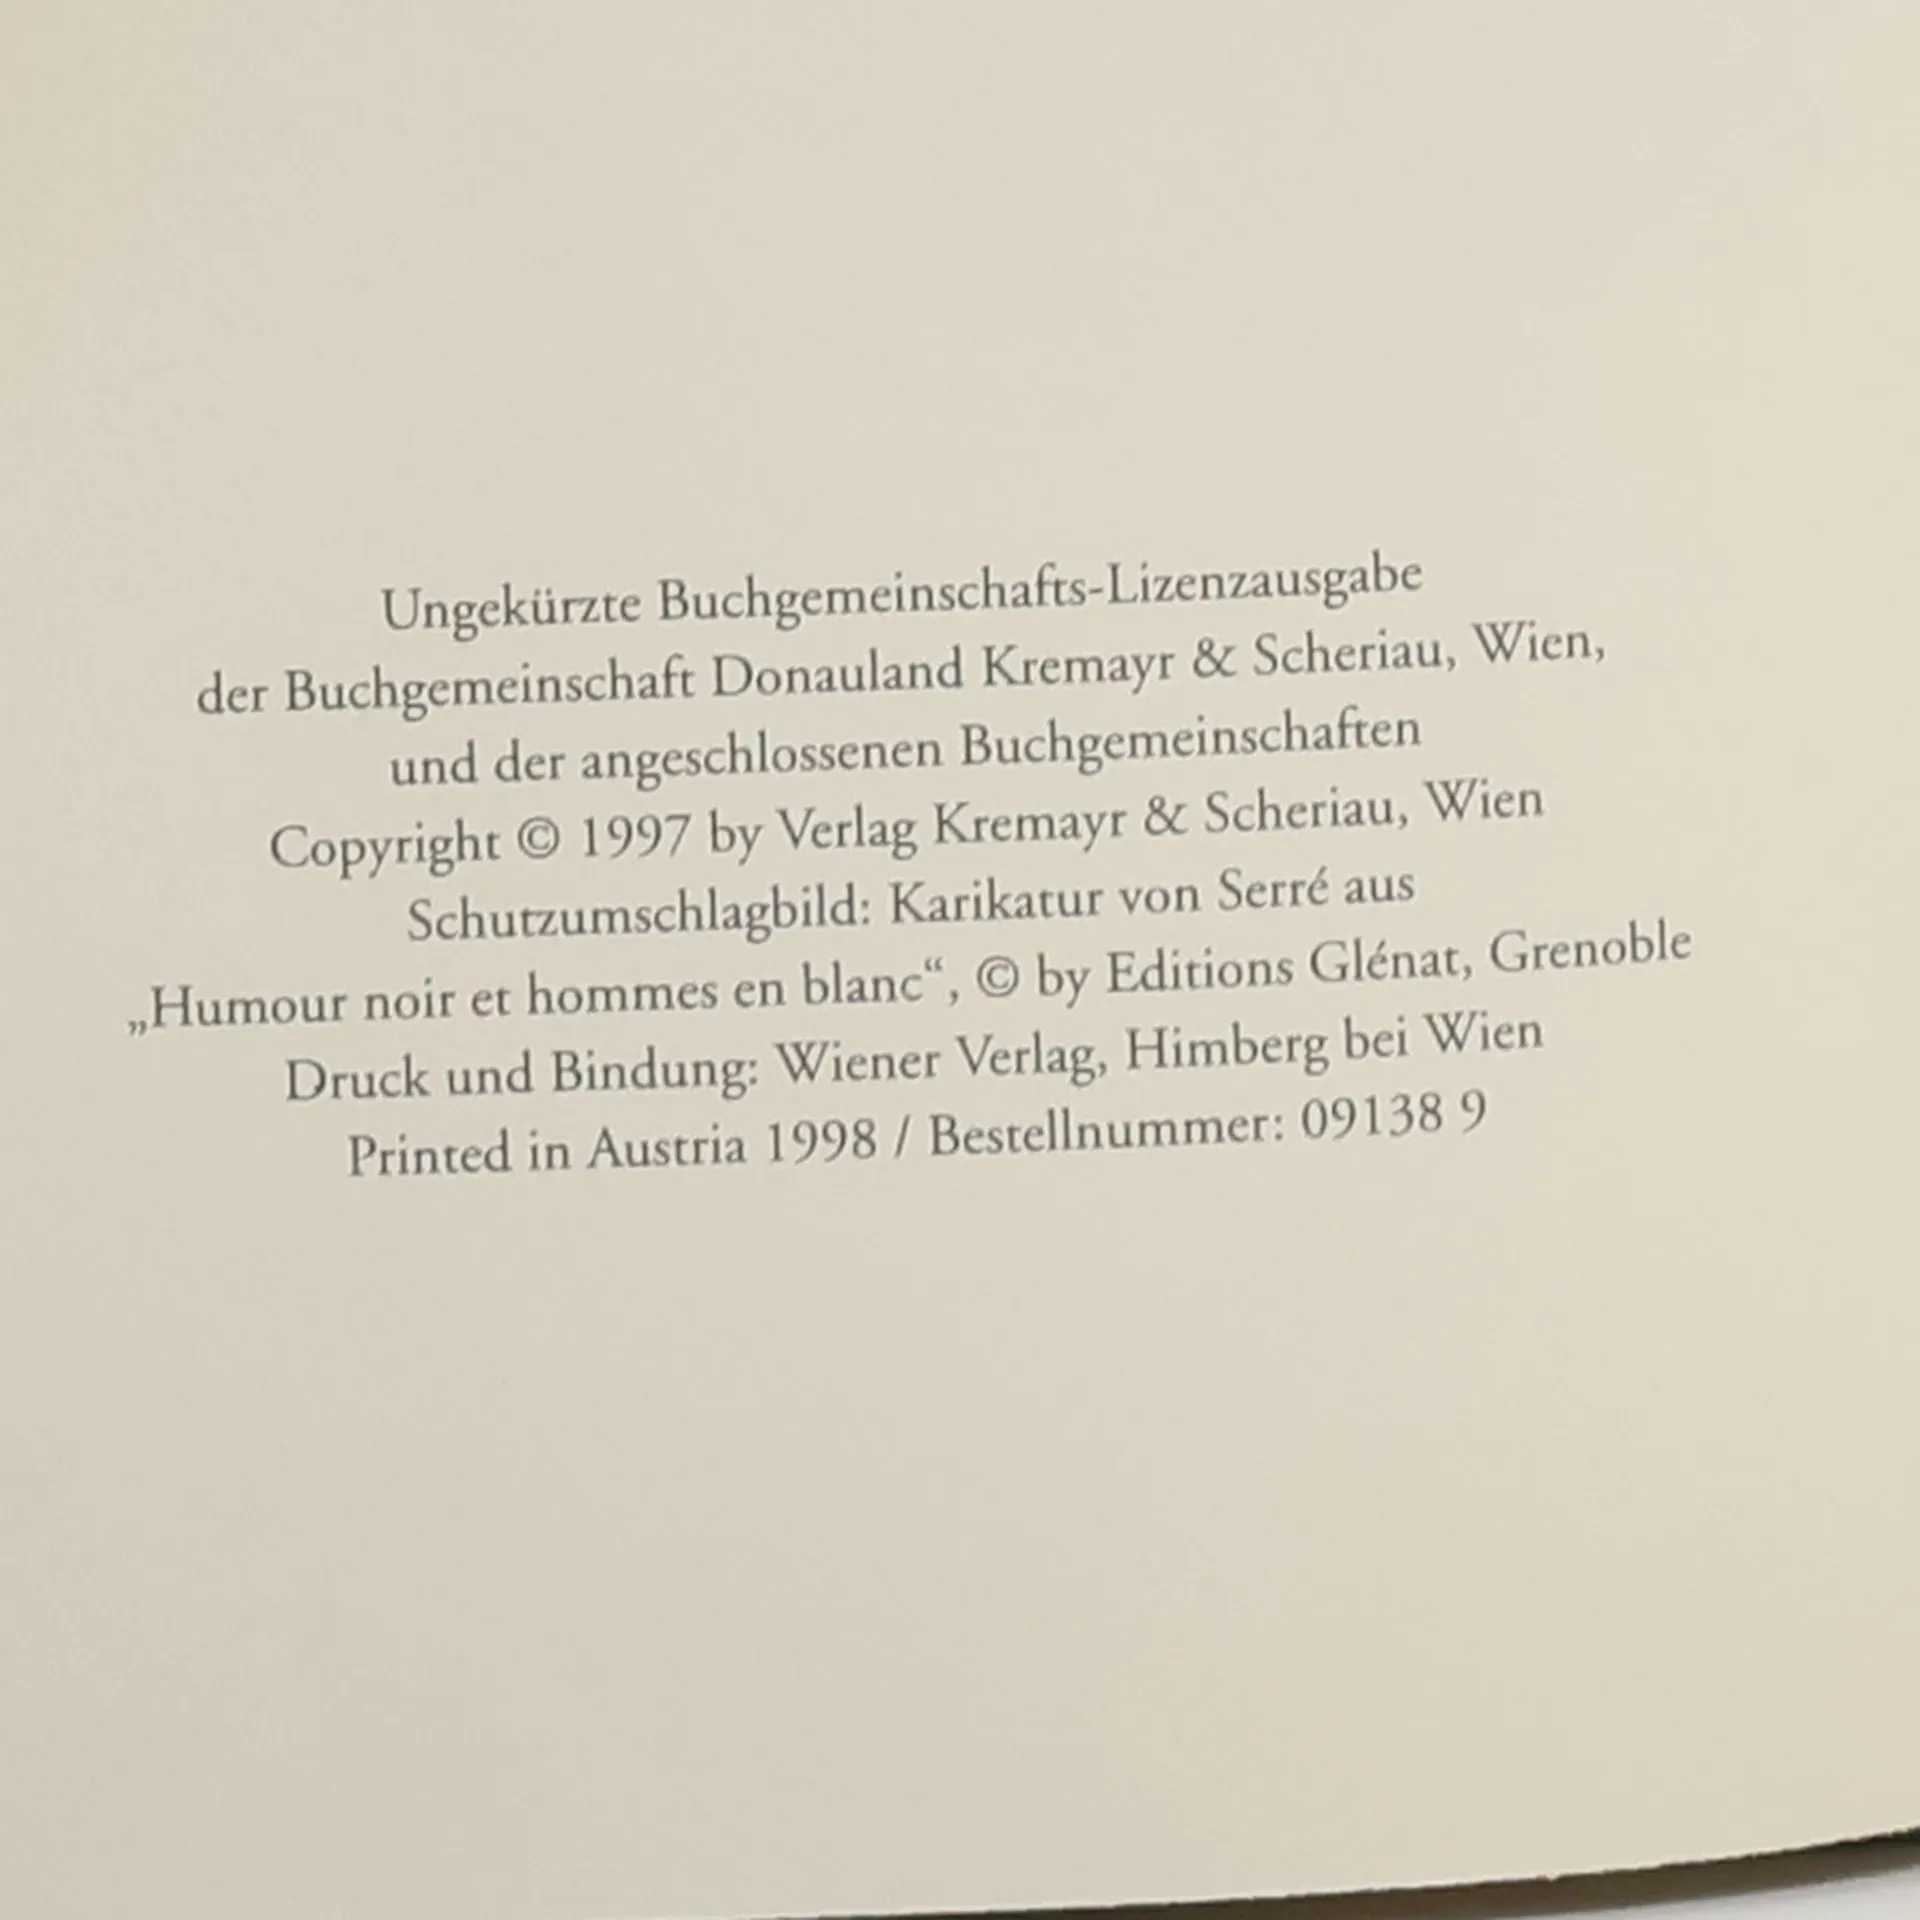 Ungekürzte Buchgemeinschafts-Lizenzausgabe
der Buchgemeinschaft Donauland Kremayr & Scheriau, Wien,
und der angeschlossenen Buchgemeinschaften
Copyright © 1997 by Verlag Kremayr & Scheriau, Wien
Schutzumschlagbild: Karikatur von Serré aus
„Humour noir et hommes en blanc“, © by Editions Glénat, Grenoble
Druck und Bindung: Wiener Verlag, Himberg bei Wien
Printed in Austria 1998 / Bestellnummer: 09138 9